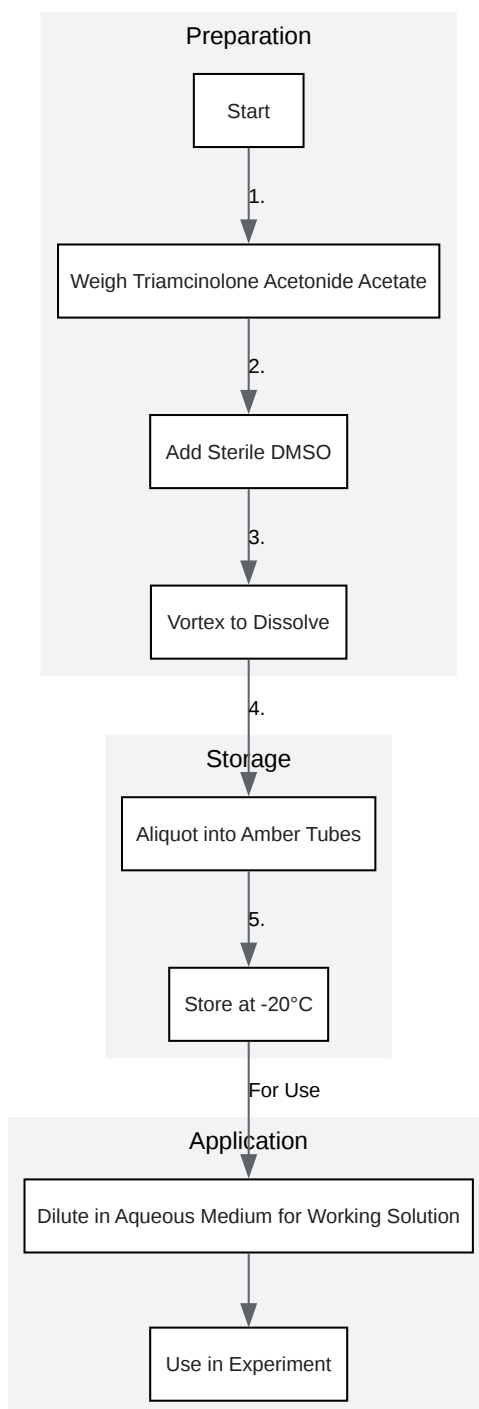 Preparation
Start
1.
Weigh Triamcinolone Acetonide Acetate
2.
Add Sterile DMSO
3.
Vortex to Dissolve
4.
Storage
Aliquot into Amber Tubes
5.
Store at -20°C
For Use
Application
Dilute in Aqueous Medium for Working Solution
Use in Experiment